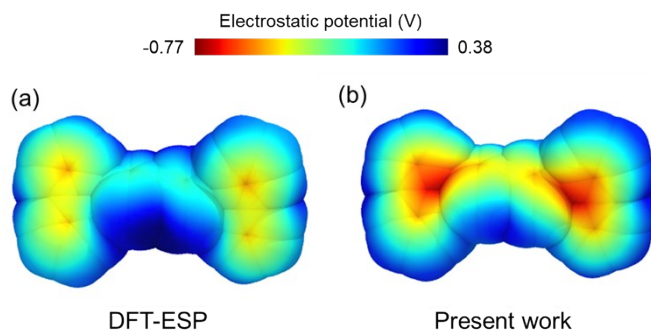 Electrostatic potential (V)
-0.77 0.38
(a) (b)
DFT-ESP Present work